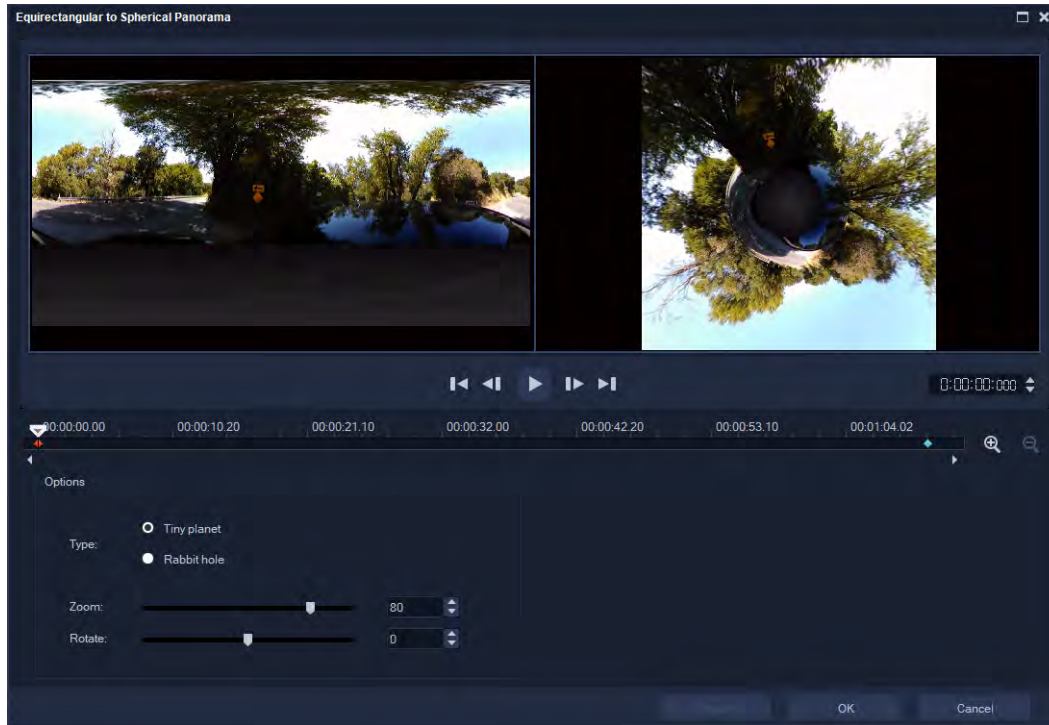 Equirectangular to Spherical Panorama
0:00:00:000
00:00:00.00 00:00:10.20 00:00:21.10 00:00:32.00 00:00:42.20 00:00:53.10 00:01:04.02
Options
Type:
Tiny planet
Rabbit hole
Zoom: 80
Rotate: 0
OK Cancel